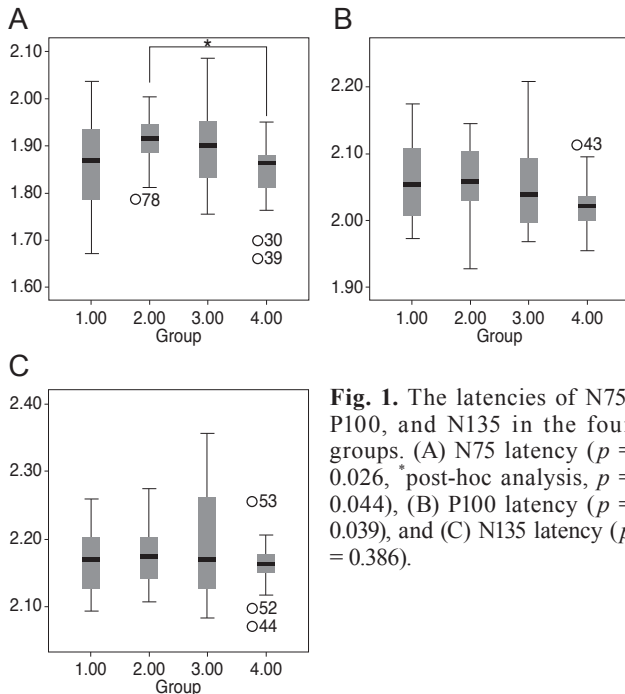 A
2.10
2.00
1.90
1.80
1.70
1.60
*
○78
○30
○39
1.00 2.00 3.00 4.00
Group
B
2.20
2.10
2.00
1.90
○43
1.00 2.00 3.00 4.00
Group
C
2.40
2.30
2.20
2.10
○53
○52
○44
1.00 2.00 3.00 4.00
Group
Fig. 1. The latencies of N75
P100, and N135 in the four
groups. (A) N75 latency (p =
0.026, *post-hoc analysis, p =
0.044), (B) P100 latency (p =
0.039), and (C) N135 latency (p
= 0.386).